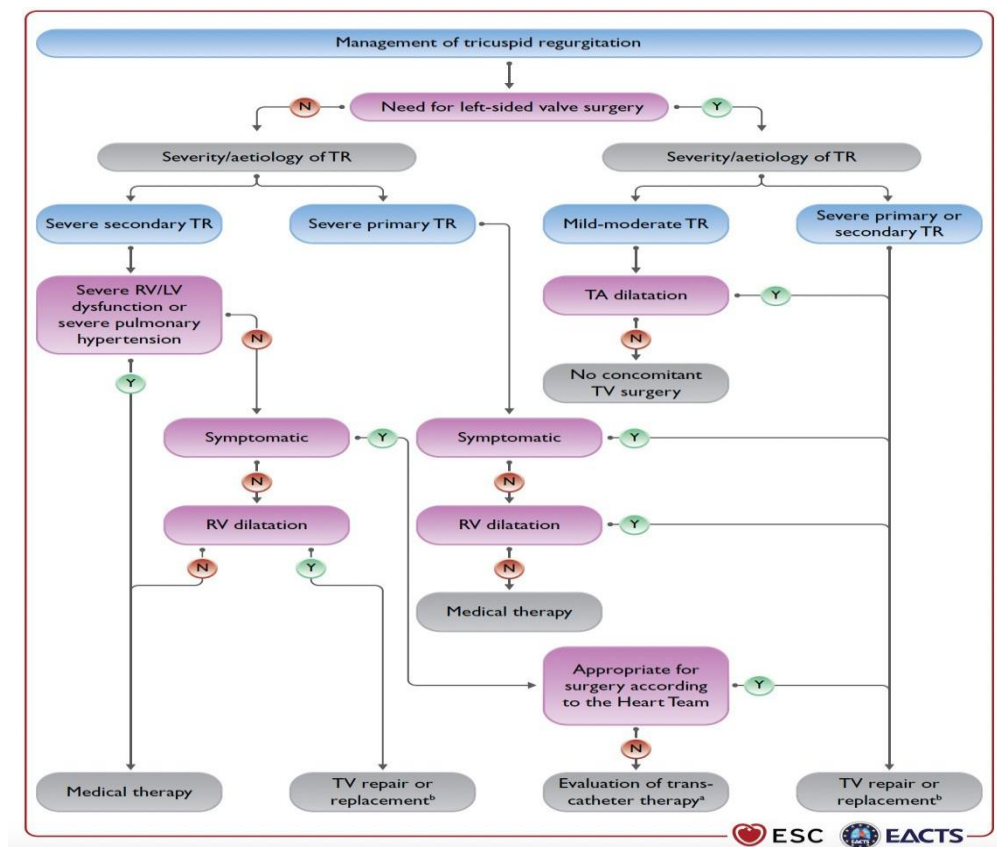 Management of tricuspid regurgitation
N
Need for left-sided valve surgery
Y
Severity/aetiology of TR
Severity/aetiology of TR
Severe secondary TR
Severe primary TR
Mild-moderate TR
Severe primary or
secondary TR
Severe RV/LV
dysfunction or
severe pulmonary
hypertension
N
Y
TA dilatation
Y
N
No concomitant
TV surgery
Symptomatic
Y
Symptomatic
Y
N
N
RV dilatation
RV dilatation
Y
N
Y
N
Medical therapy
Appropriate for
surgery according
to the Heart Team
Y
N
Medical therapy
TV repair or
replacementᵇ
Evaluation of trans-
catheter therapyᵃ
TV repair or
replacementᵇ
ESC
EACTS
EACTS